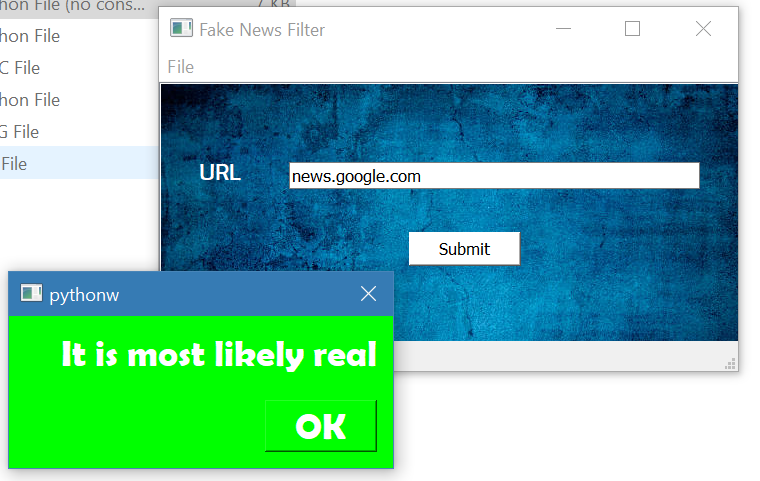 hon File (no cons... 7 KB
hon File
C File
hon File
G File
File
Fake News Filter
File
URL
news.google.com
Submit
pythonw
It is most likely real
OK